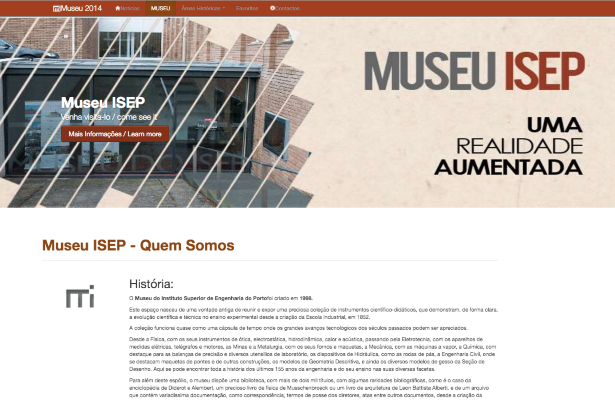 Museu 2014 Notícias MUSEU Áreas Históricas Favoritos Contactos
MUSEU ISEP
Museu ISEP
Venha visita-lo / come see it
Mais Informações / Learn more
UMA
REALIDADE
AUMENTADA
Museu ISEP - Quem Somos
mi
História:
O Museu do Instituto Superior de Engenharia do Porto foi criado em 1998.
Este espaço nasceu de uma vontade antiga de reunir e expor uma preciosa coleção de instrumentos científico-didáticos, que demonstram, de forma clara,
a evolução científica e técnica no ensino experimental desde a criação da Escola Industrial, em 1852.
A coleção funciona quase como uma cápsula de tempo onde os grandes avanços tecnológicos dos séculos passados podem ser apreciados.
Desde a Física, com os seus instrumentos de ótica, electrostática, hidrodinâmica, calor e acústica, passando pela Eletrotecnia, com os aparelhos de
medidas elétricas, telégrafos e motores, as Minas e a Metalurgia, com os seus fornos e maquetas, a Mecânica, com as máquinas a vapor, a Química, com
destaque para as balanças de precisão e diversos utensílios de laboratório, os dispositivos de Hidráulica, como as rodas de pás, a Engenharia Civil, onde
se destacam maquetas de pontes e de outras construções, os modelos de Geometria Descritiva, e ainda os diversos modelos de gesso da Secção de
Desenho. Aqui se pode encontrar toda a história dos últimos 155 anos da engenharia e do seu ensino nas suas diversas facetas.
Para além deste espólio, o museu dispõe uma biblioteca, com mais de dois mil títulos, com algumas raridades bibliográficas, como é o caso da
enciclopédia de Diderot e Alembert, um precioso livro de física de Musschenbroeck ou um livro de arquitetura de Leon Battista Alberti, e de um arquivo
que contém variadíssima documentação, como correspondência, termos de posse dos diretores, atas entre outros documentos, desde a criação da